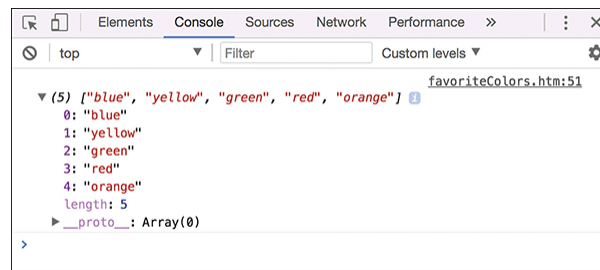 Elements Console Sources Network Performance »
top Filter Custom levels
favoriteColors.htm:51
(5) ["blue", "yellow", "green", "red", "orange"] i
0: "blue"
1: "yellow"
2: "green"
3: "red"
4: "orange"
length: 5
__proto__: Array(0)
>